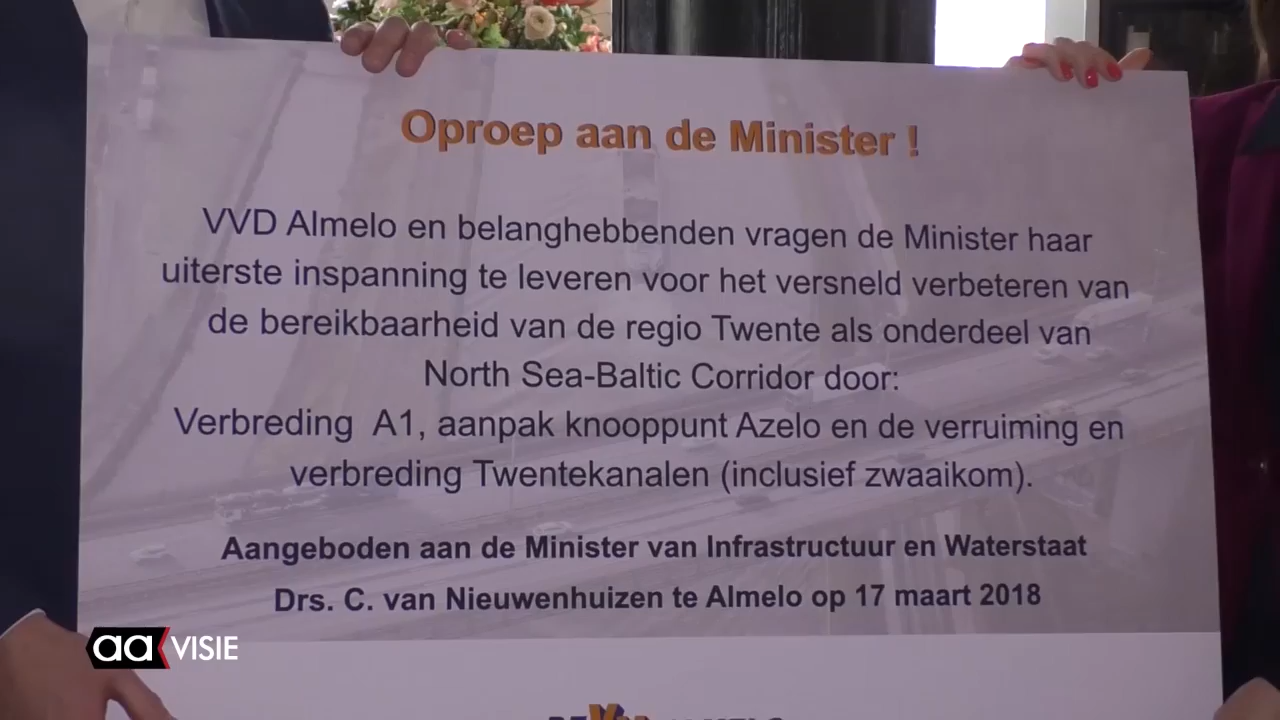 Oproep aan de Minister !
VVD Almelo en belanghebbenden vragen de Minister haar
uiterste inspanning te leveren voor het versneld verbeteren van
de bereikbaarheid van de regio Twente als onderdeel van
North Sea-Baltic Corridor door:
Verbreding A1, aanpak knooppunt Azelo en de verruiming en
verbreding Twentekanalen (inclusief zwaaikom).
Aangeboden aan de Minister van Infrastructuur en Waterstaat
Drs. C. van Nieuwenhuizen te Almelo op 17 maart 2018
aa VISIE